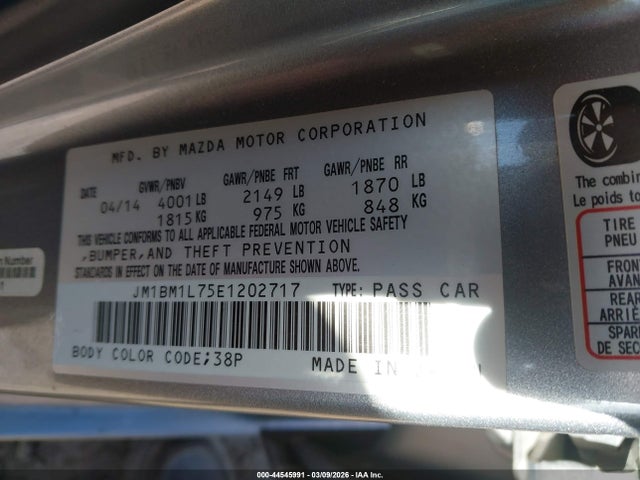 MFD. BY MAZDA MOTOR CORPORATION
DATE GVWR/PNBV GAWR/PNBE FRT GAWR/PNBE RR
04/14 4001 LB 2149 LB 1870 LB
1815 KG 975 KG 848 KG
THIS VEHICLE CONFORMS TO ALL APPLICABLE FEDERAL MOTOR VEHICLE SAFETY
,BUMPER,AND THEFT PREVENTION
STANDARDS IN EFFECT ON THE DATE OF MANUFACTURE SHOWN ABOVE.
JM1BM1L75E1202717 TYPE: PASS CAR
BODY COLOR CODE;38P MADE IN
Number
The combin
Le poids to
TIRE
PNEU
FRON
AVAN
REAR
ARRIÈ
SPAR
DE SEC
000-44545991 - 03/09/2026 - IAA Inc.